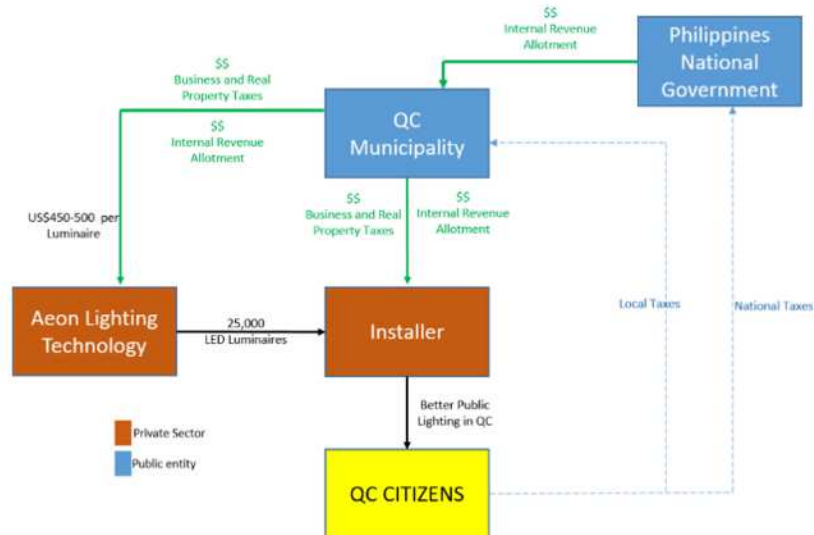 $$
Internal Revenue
Allotment
Philippines
National
Government
$$
Business and Real
Property Taxes
$$
Internal Revenue
Allotment
QC
Municipality
US$450-500 per
Luminaire
$$
Business and Real
Property Taxes
$$
Internal Revenue
Allotment
Aeon Lighting
Technology
25,000
LED Luminaires
Installer
Local Taxes
National Taxes
Better Public
Lighting in QC
Private Sector
Public entity
QC CITIZENS